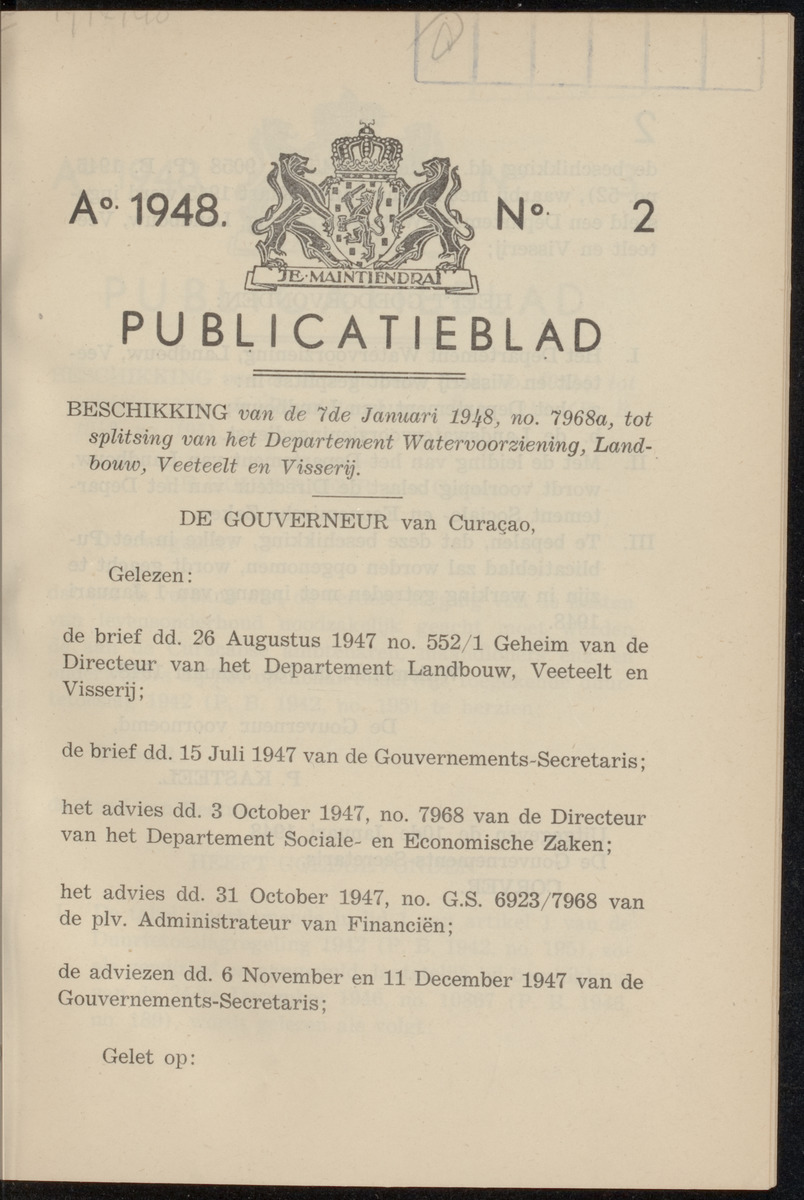 Aº. 1948.
Nº. 2
JE·MAINTIENDRAI
PUBLICATIEBLAD
BESCHIKKING van de 7de Januari 1948, no. 7968a, tot
splitsing van het Departement Watervoorziening, Land-
bouw, Veeteelt en Visserij.
DE GOUVERNEUR van Curaçao,
Gelezen:
de brief dd. 26 Augustus 1947 no. 552/1 Geheim van de
Directeur van het Departement Landbouw, Veeteelt en
Visserij;
de brief dd. 15 Juli 1947 van de Gouvernements-Secretaris;
het advies dd. 3 October 1947, no. 7968 van de Directeur
van het Departement Sociale- en Economische Zaken;
het advies dd. 31 October 1947, no. G.S. 6923/7968 van
de plv. Administrateur van Financiën;
de adviezen dd. 6 November en 11 December 1947 van de
Gouvernements-Secretaris;
Gelet op: